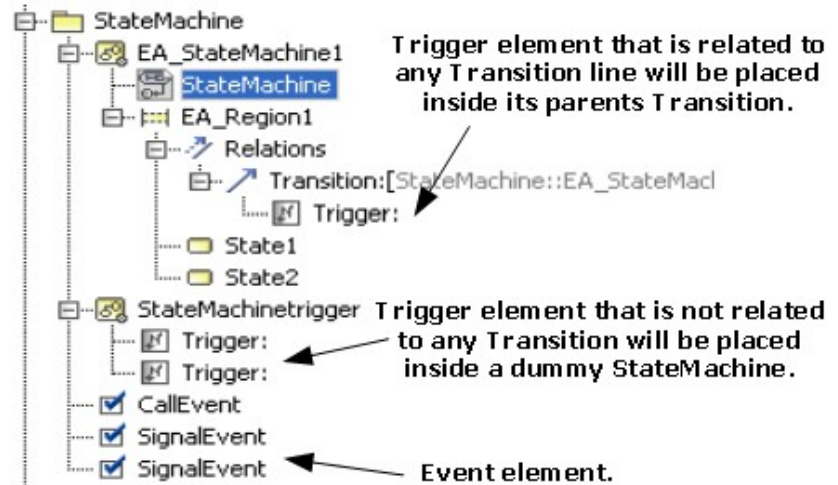 StateMachine
EA_StateMachine1
StateMachine
EA_Region1
Relations
Transition:[StateMachine::EA_StateMacl
Trigger:
State1
State2
StateMachinetrigger
Trigger:
Trigger:
CallEvent
SignalEvent
SignalEvent
Trigger element that is related to
any Transition line will be placed
inside its parents Transition.
Trigger element that is not related
to any Transition will be placed
inside a dummy StateMachine.
Event element.